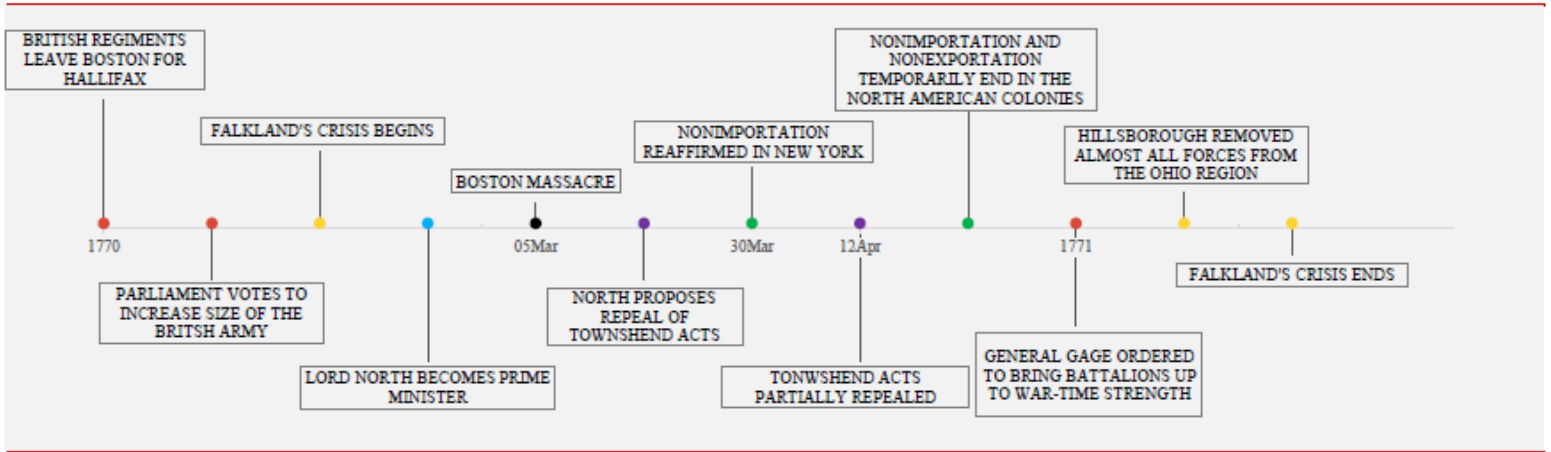 BRITISH REGIMENTS
LEAVE BOSTON FOR
HALLIFAX
PARLIAMENT VOTES TO
INCREASE SIZE OF THE
BRITSH ARMY
FALKLAND'S CRISIS BEGINS
LORD NORTH BECOMES PRIME
MINISTER
BOSTON MASSACRE
NORTH PROPOSES
REPEAL OF
TOWNSHEND ACTS
NONIMPORTATION
REAFFIRMED IN NEW YORK
TONWSHEND ACTS
PARTIALLY REPEALED
NONIMPORTATION AND
NONEXPORTATION
TEMPORARILY END IN THE
NORTH AMERICAN COLONIES
GENERAL GAGE ORDERED
TO BRING BATTALIONS UP
TO WAR-TIME STRENGTH
HILLSBOROUGH REMOVED
ALMOST ALL FORCES FROM
THE OHIO REGION
FALKLAND'S CRISIS ENDS
1770
05Mar
30Mar
12Apr
1771